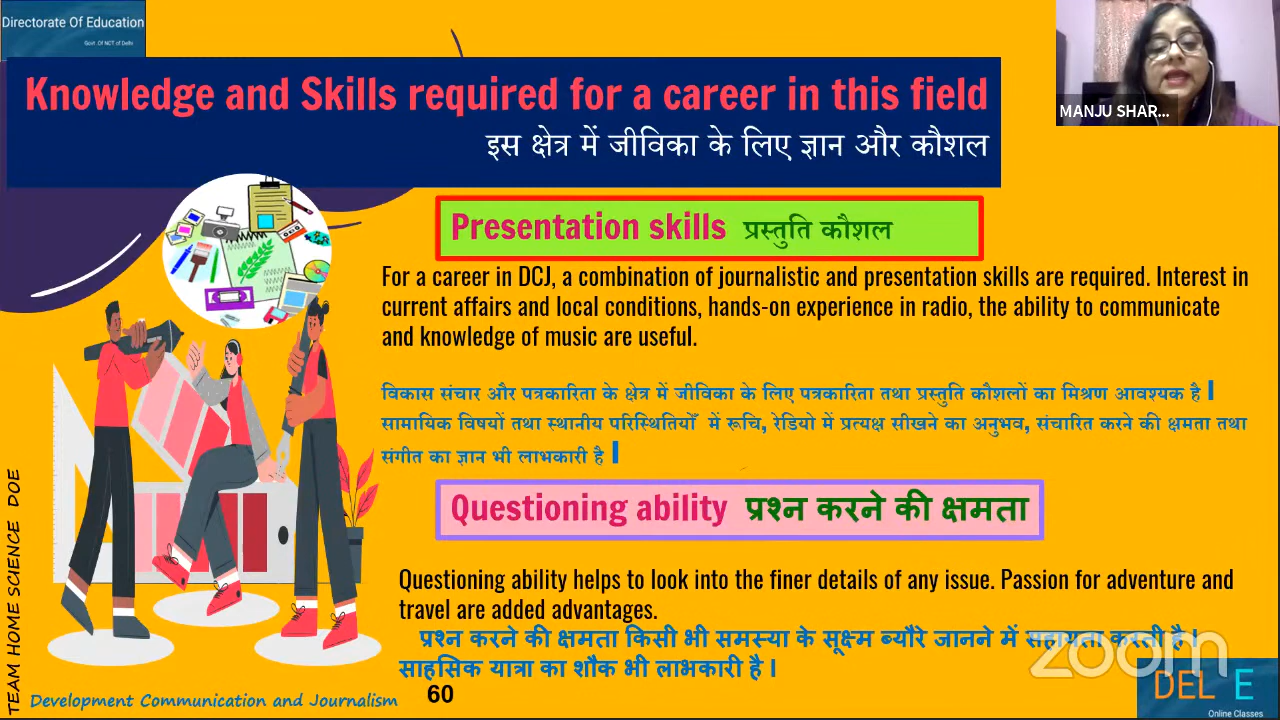 Directorate Of Education
Govt .Of NCT of Delhi
MANJU SHAR...
Knowledge and Skills required for a career in this field
इस क्षेत्र में जीविका के लिए ज्ञान और कौशल
Presentation skills प्रस्तुति कौशल
For a career in DCJ, a combination of journalistic and presentation skills are required. Interest in
current affairs and local conditions, hands-on experience in radio, the ability to communicate
and knowledge of music are useful.
विकास संचार और पत्रकारिता के क्षेत्र में जीविका के लिए पत्रकारिता तथा प्रस्तुति कौशलों का मिश्रण आवश्यक है l
सामायिक विषयों तथा स्थानीय परिस्थितियोँ में रूचि, रेडियो में प्रत्यक्ष सीखने का अनुभव, संचारित करने की क्षमता तथा
संगीत का ज्ञान भी लाभकारी है l
Questioning ability प्रश्न करने की क्षमता
Questioning ability helps to look into the finer details of any issue. Passion for adventure and
travel are added advantages.
प्रश्न करने की क्षमता किसी भी समस्या के सूक्ष्म ब्यौरे जानने में सहायता करती है l
साहसिक यात्रा का शौक भी लाभकारी है l
TEAM HOME SCIENCE DOE
Development Communication and Journalism
60
zoom
DEL E
Online Classes